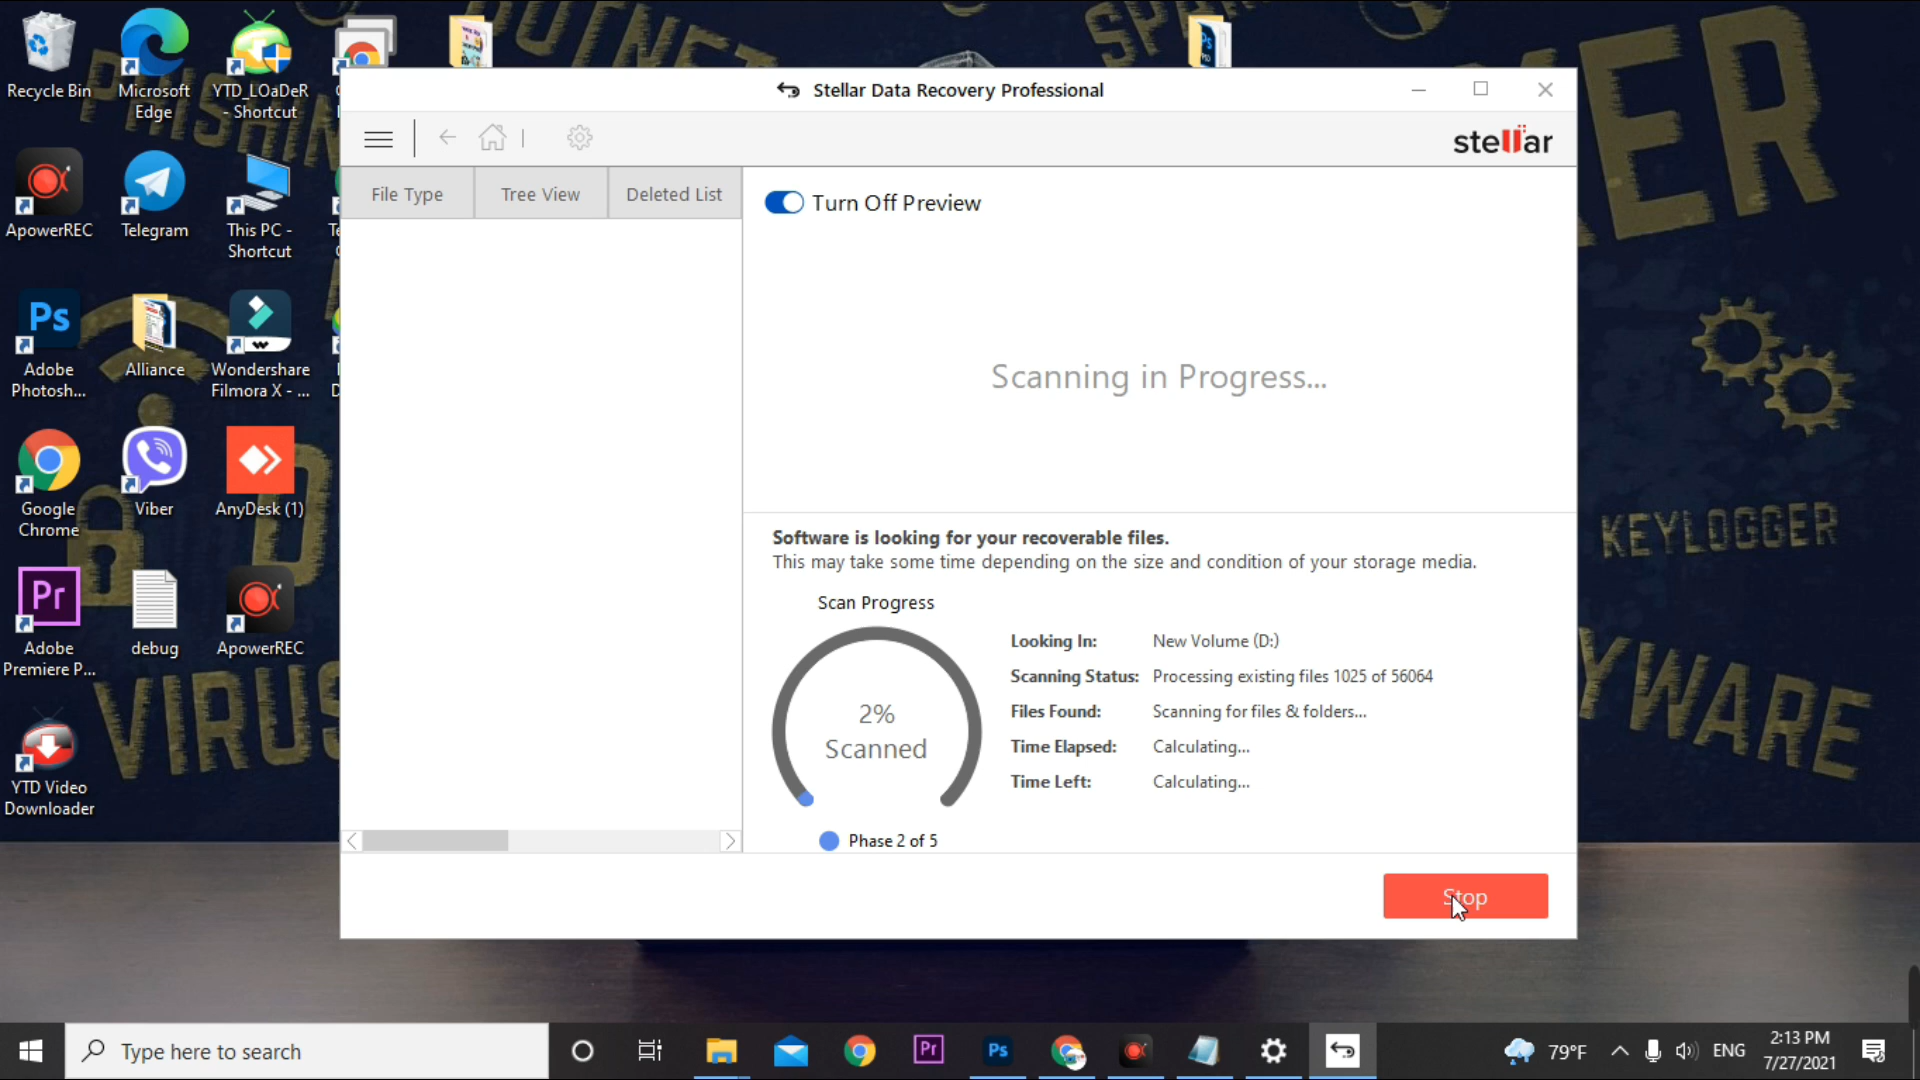 Recycle Bin
Microsoft
Edge
YTD_LOaDeR
- Shortcut
ApowerREC
Telegram
This PC -
Shortcut
Ps
Adobe
Photosh...
Alliance
Wondershare
Filmora X - ...
Google
Chrome
Viber
AnyDesk (1)
Pr
Adobe
Premiere P...
debug
ApowerREC
YTD Video
Downloader
Ps
DOTNET
VIRUS
KEYLOGGER
Stellar Data Recovery Professional
stellar
File Type
Tree View
Deleted List
Turn Off Preview
Scanning in Progress...
Software is looking for your recoverable files.
This may take some time depending on the size and condition of your storage media.
Scan Progress
2%
Scanned
Phase 2 of 5
Looking In: New Volume (D:)
Scanning Status: Processing existing files 1025 of 56064
Files Found: Scanning for files & folders...
Time Elapsed: Calculating...
Time Left: Calculating...
Stop
Type here to search
Pr
Ps
79°F
ENG
2:13 PM
7/27/2021